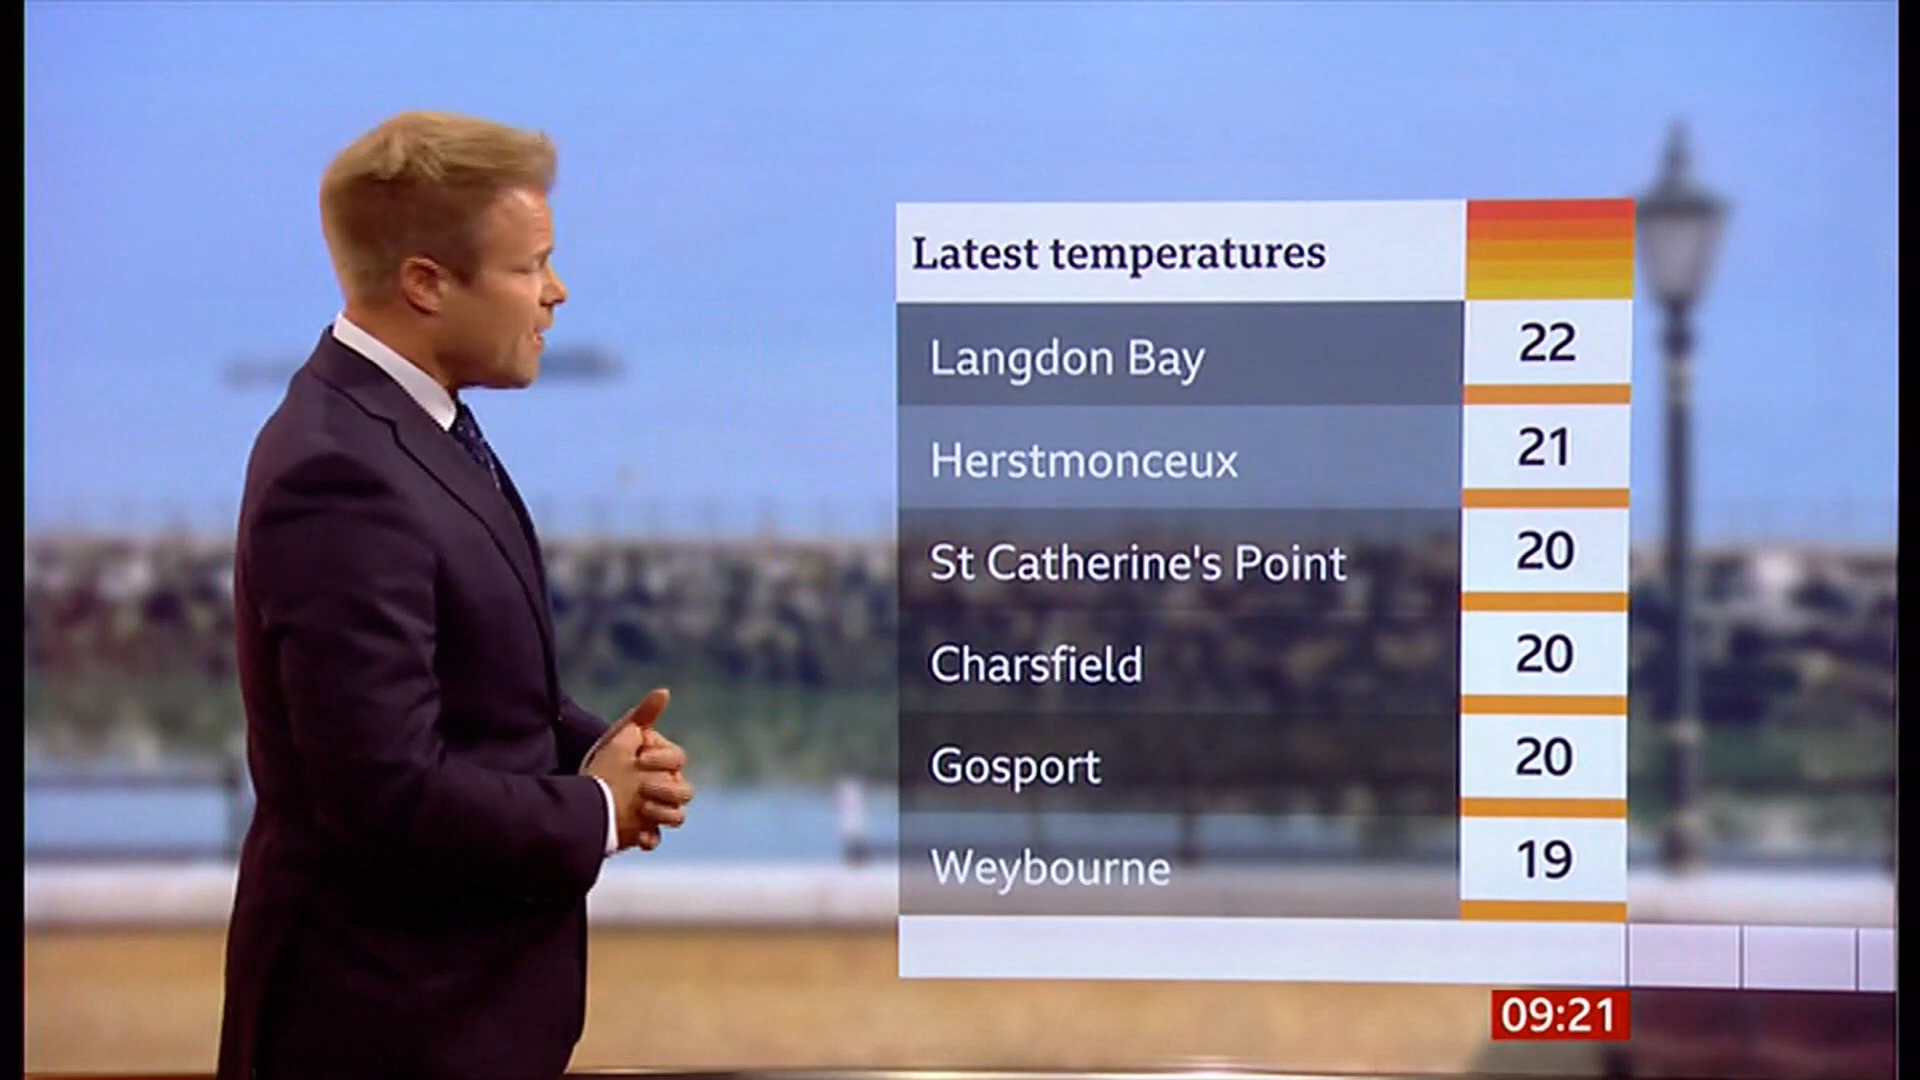 Latest temperatures
Langdon Bay 22
Herstmonceux 21
St Catherine's Point 20
Charsfield 20
Gosport 20
Weybourne 19
09:21